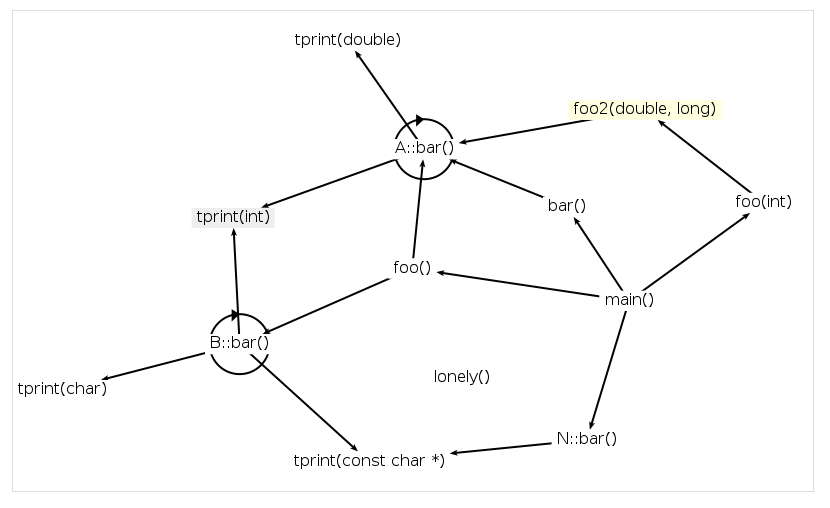 tprint(double)
foo2(double, long)
A::bar()
foo(int)
bar()
tprint(int)
foo()
main()
B::bar()
lonely()
tprint(char)
N::bar()
tprint(const char *)